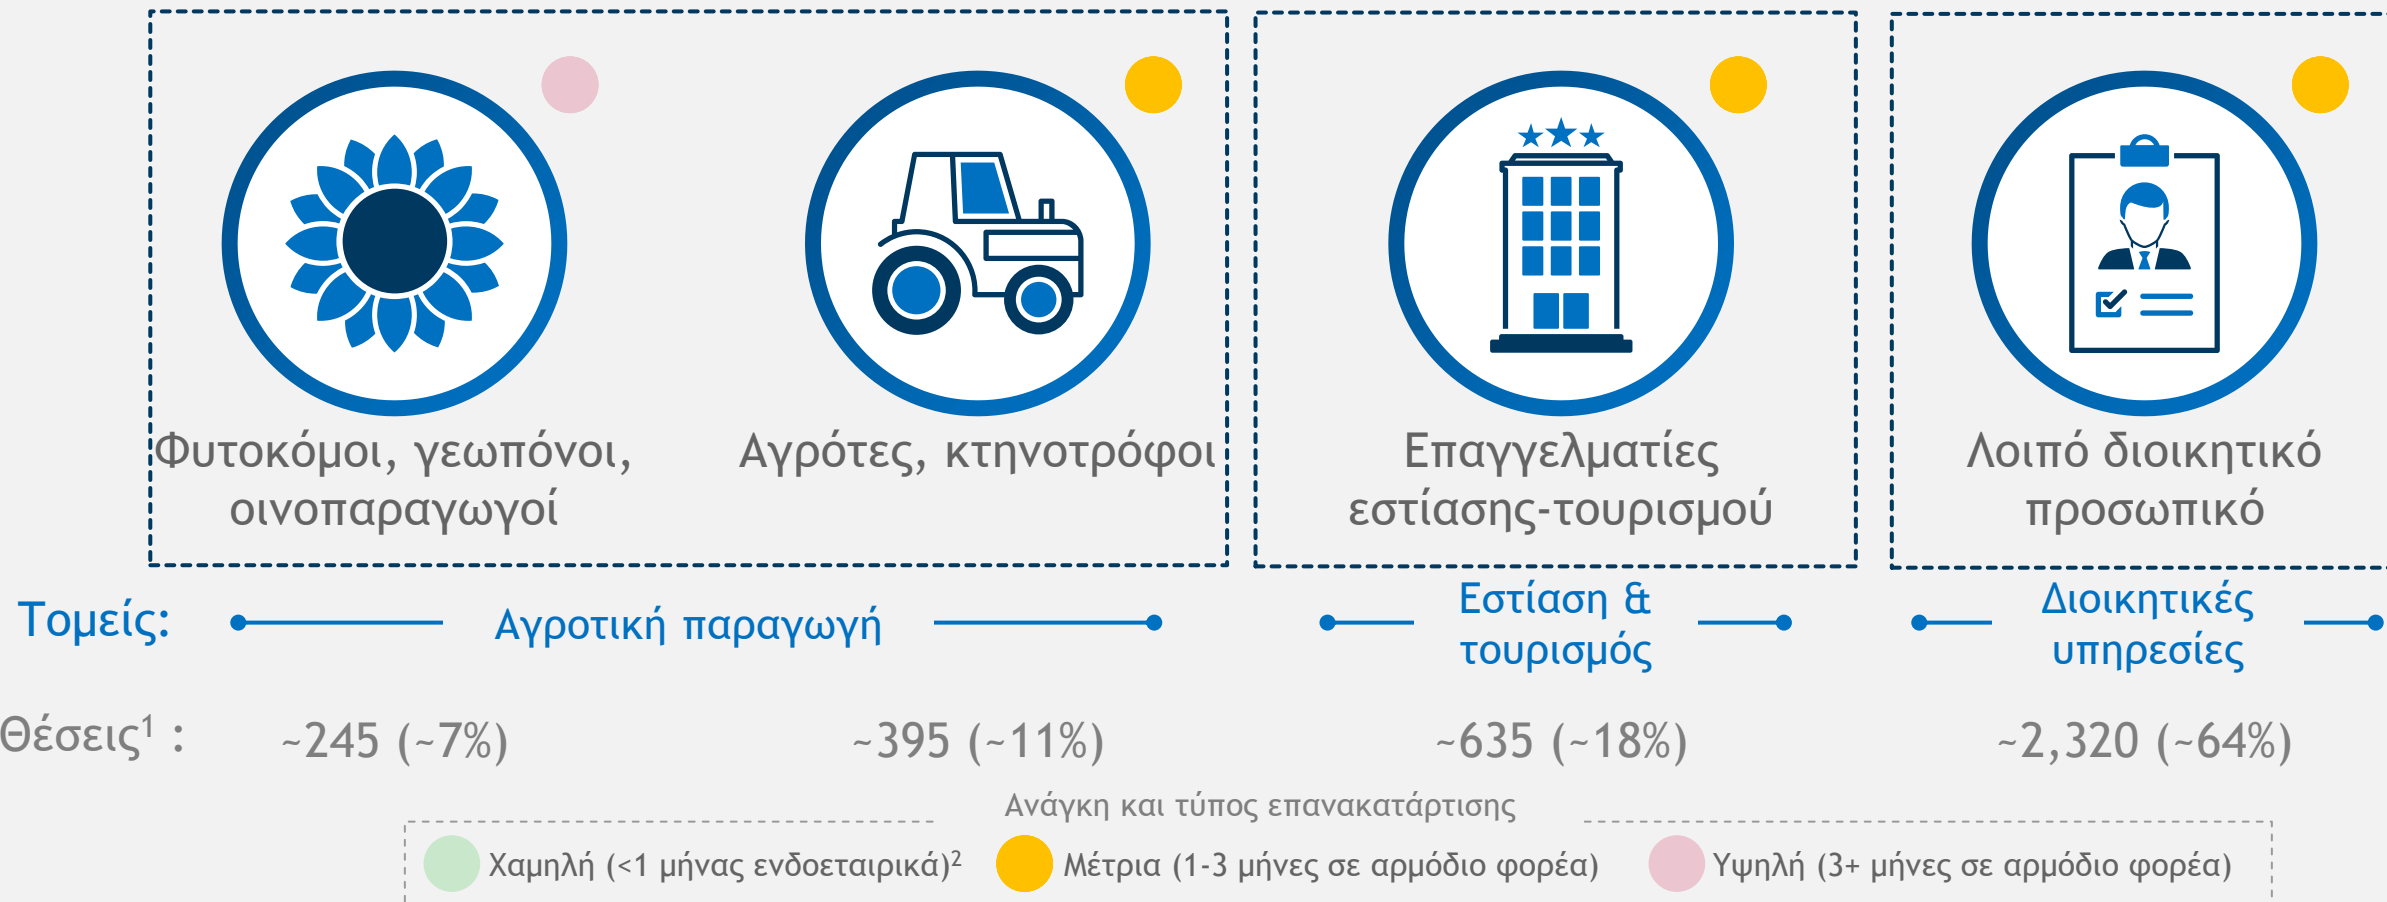 Φυτοκόμοι, γεωπόνοι,
οινοπαραγωγοί
Αγρότες, κτηνοτρόφοι
Επαγγελματίες
εστίασης-τουρισμού
Λοιπό διοικητικό
προσωπικό
Τομείς:
Αγροτική παραγωγή
Εστίαση &
τουρισμός
Διοικητικές
υπηρεσίες
Θέσεις¹ :
~245 (~7%)
~395 (~11%)
~635 (~18%)
~2,320 (~64%)
Ανάγκη και τύπος επανακατάρτισης
Χαμηλή (<1 μήνας ενδοεταιρικά)²
Μέτρια (1-3 μήνες σε αρμόδιο φορέα)
Υψηλή (3+ μήνες σε αρμόδιο φορέα)